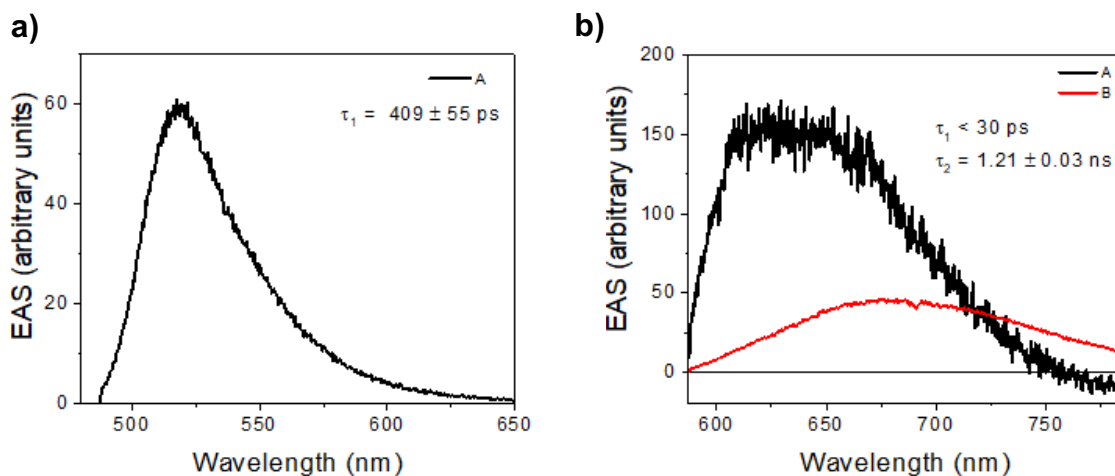 a)
EAS (arbitrary units)
60
40
20
0
A
τ₁ = 409 ± 55 ps
500
550
600
650
Wavelength (nm)
b)
EAS (arbitrary units)
200
150
100
50
0
A
B
τ₁ < 30 ps
τ₂ = 1.21 ± 0.03 ns
600
650
700
750
Wavelength (nm)